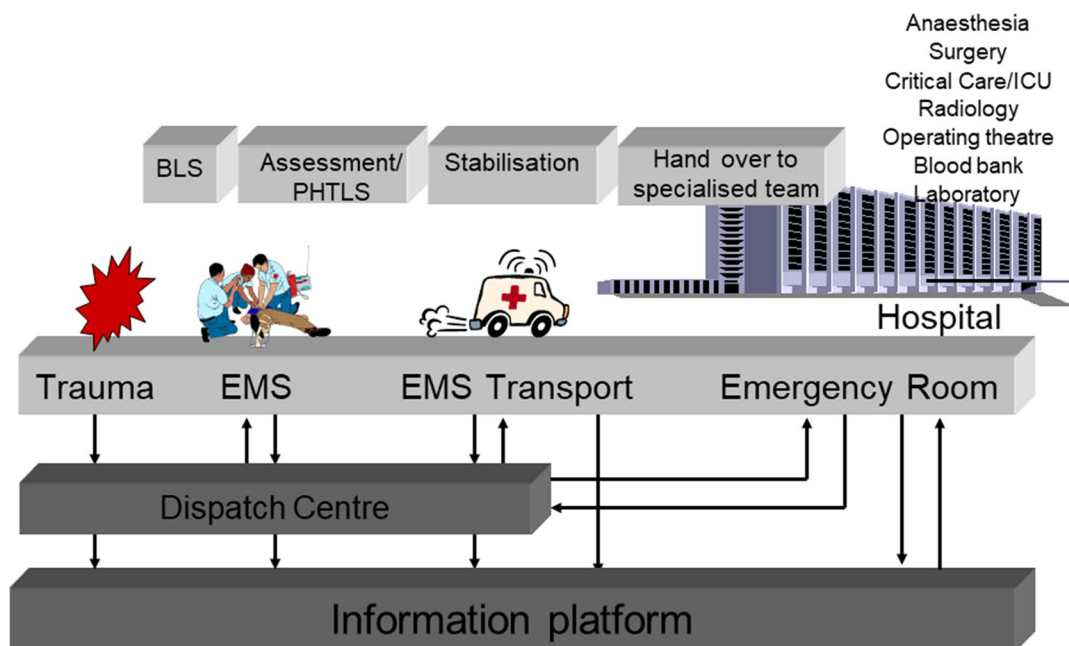 Anaesthesia
Surgery
Critical Care/ICU
Radiology
Operating theatre
Blood bank
Laboratory
BLS
Assessment/
PHTLS
Stabilisation
Hand over to
specialised team
Hospital
Trauma
EMS
EMS Transport
Emergency Room
Dispatch Centre
Information platform